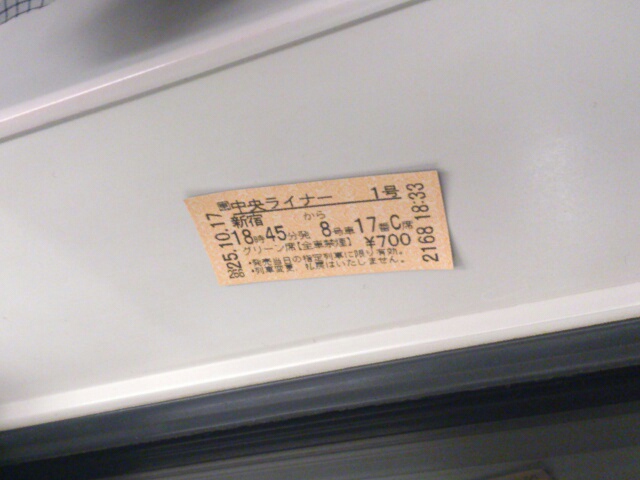 中央ライナー 1号
新宿 から
18時45分発 8号車 17番C席
グリーン席【全車禁煙】 ¥700
・発売当日の指定列車に限り有効。
・列車変更、払戻はいたしません。
25.10.17
2168 18:33